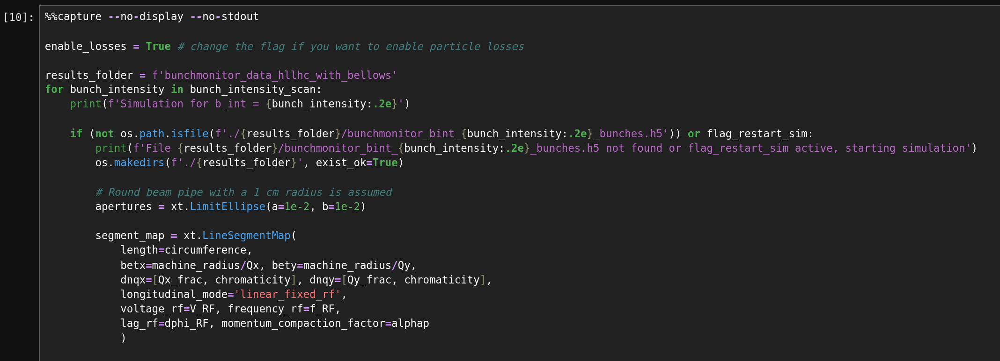 [10]: %%capture --no-display --no-stdout
enable_losses = True # change the flag if you want to enable particle losses
results_folder = f'bunchmonitor_data_hllhc_with_bellows'
for bunch_intensity in bunch_intensity_scan:
    print(f'Simulation for b_int = {bunch_intensity:.2e}')
    if (not os.path.isfile(f'./{results_folder}/bunchmonitor_bint_{bunch_intensity:.2e}_bunches.h5')) or flag_restart_sim:
        print(f'File {results_folder}/bunchmonitor_bint_{bunch_intensity:.2e}_bunches.h5 not found or flag_restart_sim active, starting simulation')
        os.makedirs(f'./{results_folder}', exist_ok=True)
        # Round beam pipe with a 1 cm radius is assumed
        apertures = xt.LimitEllipse(a=1e-2, b=1e-2)
        segment_map = xt.LineSegmentMap(
            length=circumference,
            betx=machine_radius/Qx, bety=machine_radius/Qy,
            dnqx=[Qx_frac, chromaticity], dnqy=[Qy_frac, chromaticity],
            longitudinal_mode='linear_fixed_rf',
            voltage_rf=V_RF, frequency_rf=f_RF,
            lag_rf=dphi_RF, momentum_compaction_factor=alphap
            )